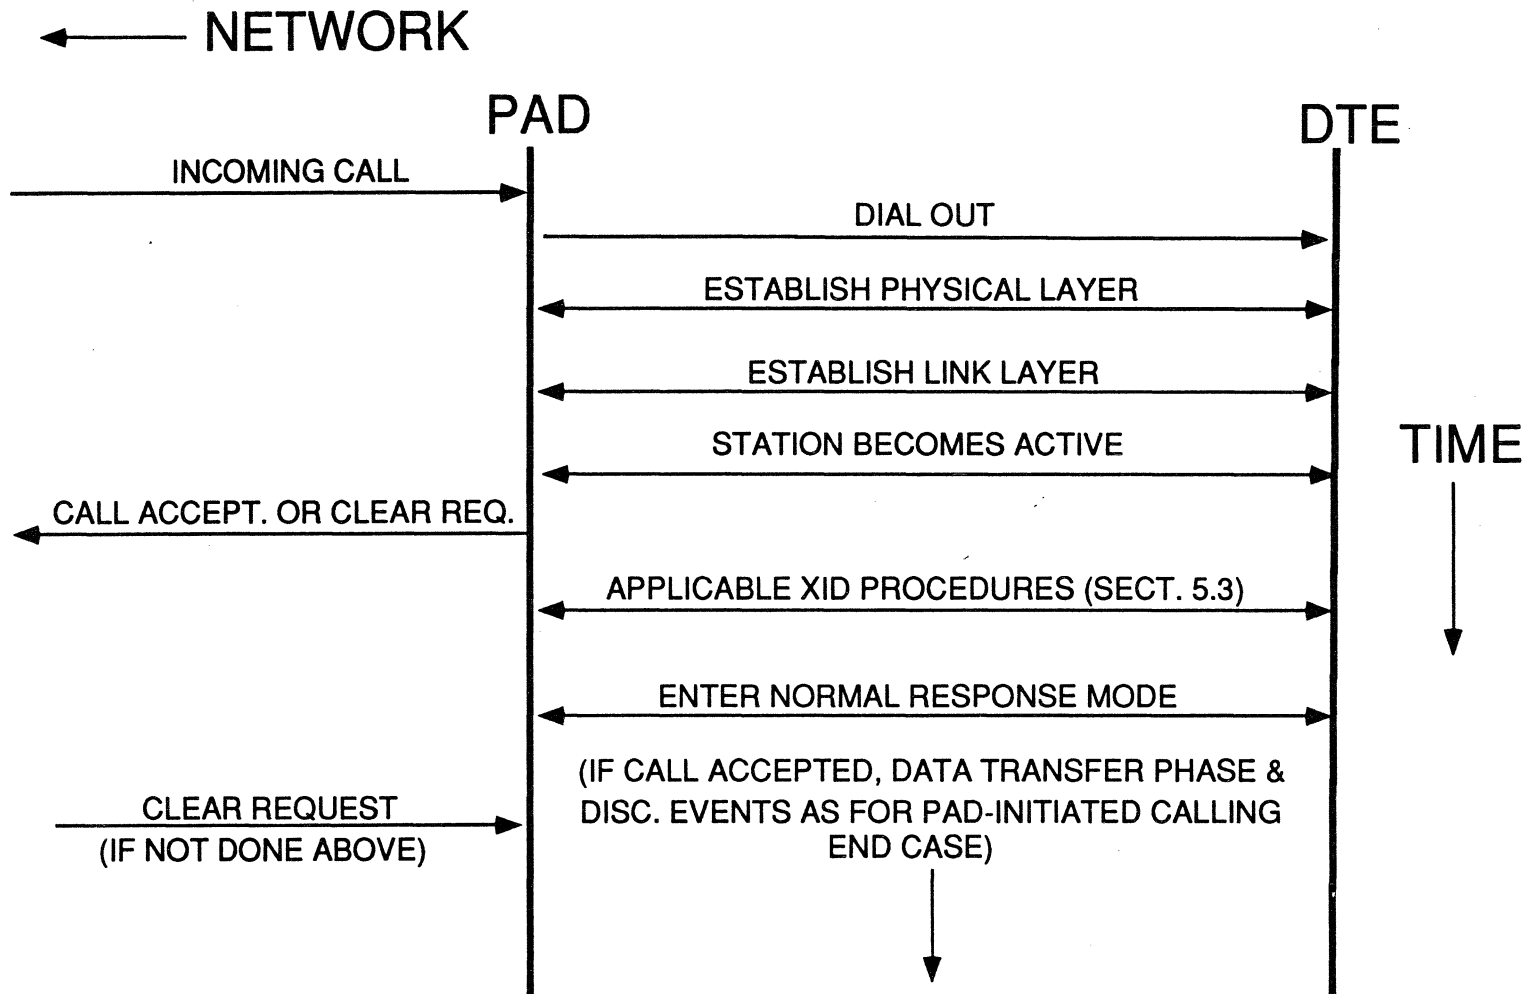 NETWORK
PAD
DTE
INCOMING CALL
DIAL OUT
ESTABLISH PHYSICAL LAYER
ESTABLISH LINK LAYER
STATION BECOMES ACTIVE
TIME
CALL ACCEPT. OR CLEAR REQ.
APPLICABLE XID PROCEDURES (SECT. 5.3)
ENTER NORMAL RESPONSE MODE
(IF CALL ACCEPTED, DATA TRANSFER PHASE &
DISC. EVENTS AS FOR PAD-INITIATED CALLING
END CASE)
CLEAR REQUEST
(IF NOT DONE ABOVE)